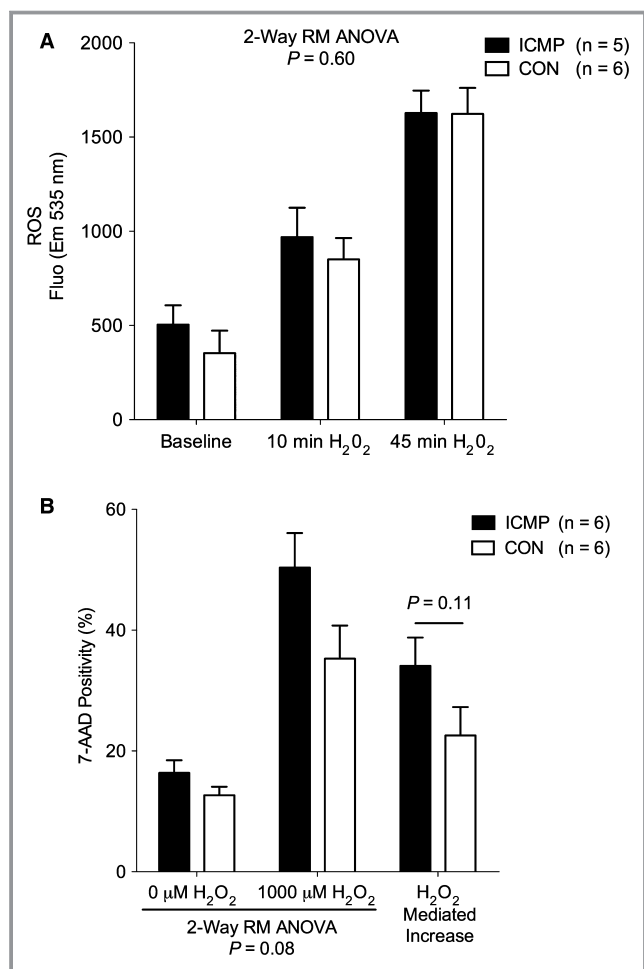 A
2-Way RM ANOVA
P = 0.60
ICMP (n = 5)
CON (n = 6)
ROS
Fluo (Em 535 nm)
2000
1500
1000
500
0
Baseline 10 min H₂0₂ 45 min H₂0₂
B
ICMP (n = 6)
CON (n = 6)
P = 0.11
7-AAD Positivity (%)
60
40
20
0
0 μM H₂O₂ 1000 μM H₂O₂ H₂O₂
Mediated
Increase
2-Way RM ANOVA
P = 0.08